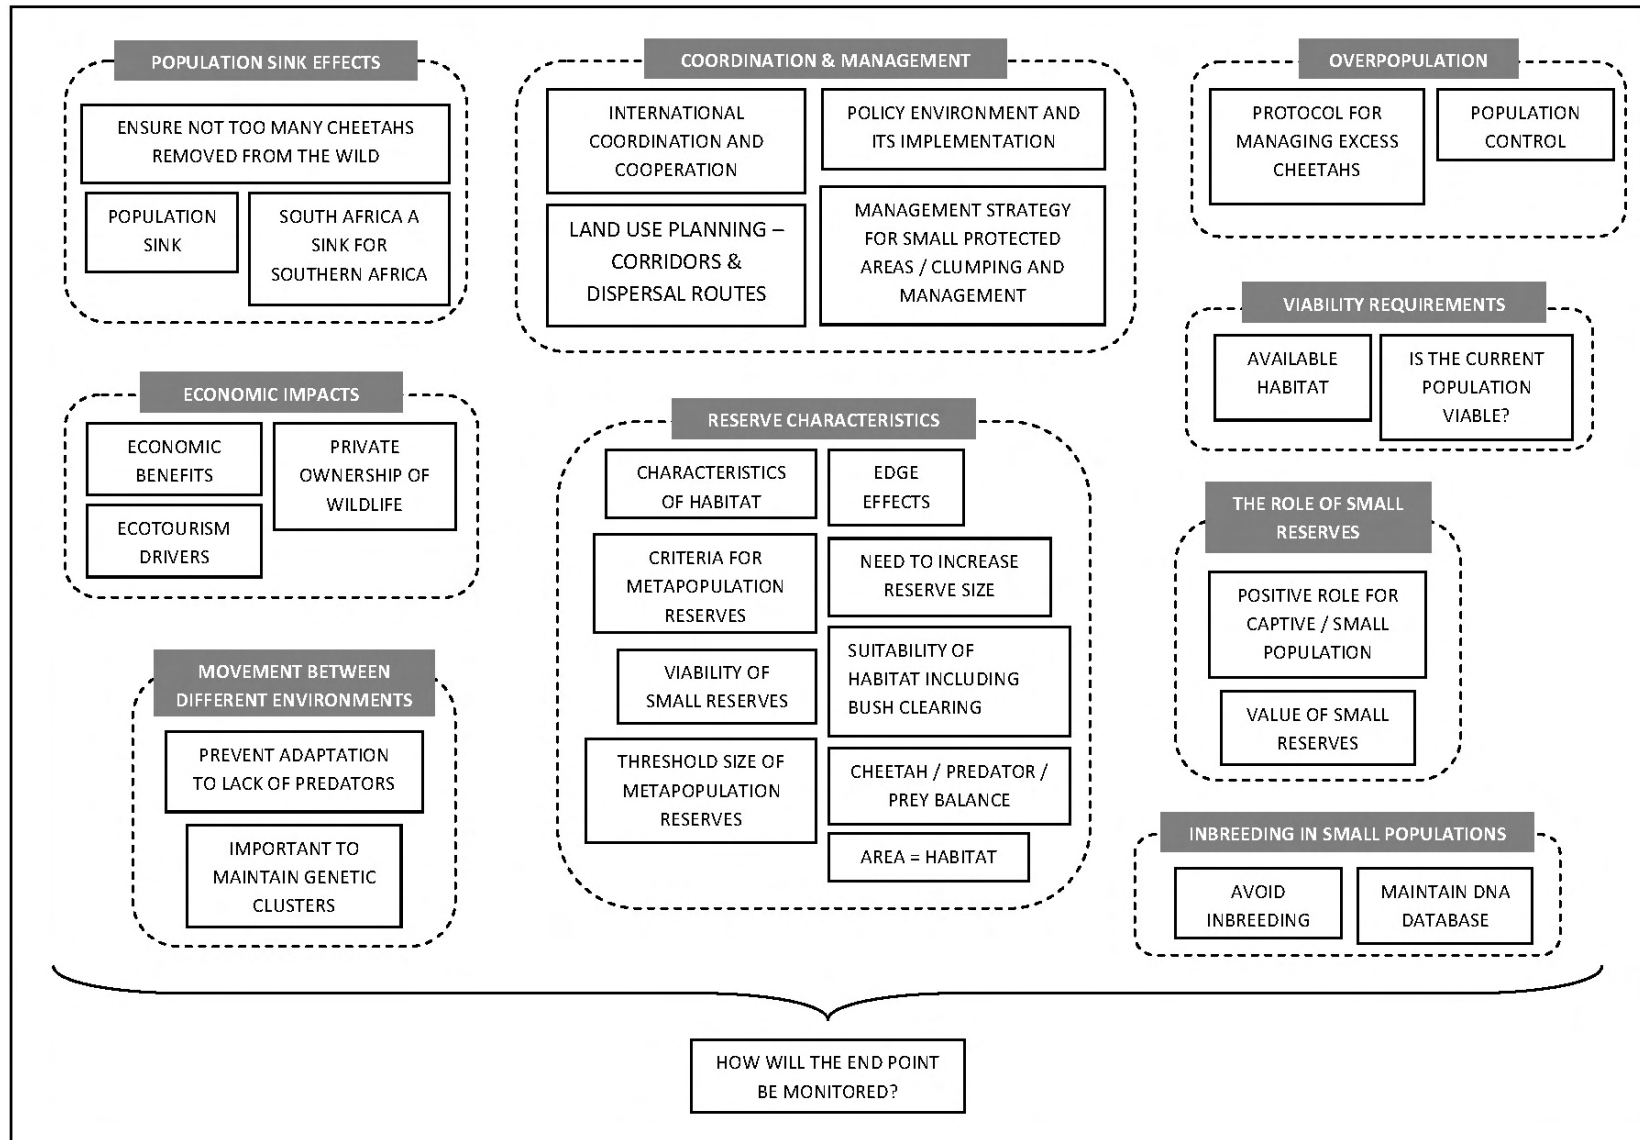 POPULATION SINK EFFECTS
ENSURE NOT TOO MANY CHEETAHS
REMOVED FROM THE WILD
POPULATION
SINK
SOUTH AFRICA A
SINK FOR
SOUTHERN AFRICA
COORDINATION & MANAGEMENT
INTERNATIONAL
COORDINATION AND
COOPERATION
POLICY ENVIRONMENT AND
ITS IMPLEMENTATION
LAND USE PLANNING –
CORRIDORS &
DISPERSAL ROUTES
MANAGEMENT STRATEGY
FOR SMALL PROTECTED
AREAS / CLUMPING AND
MANAGEMENT
OVERPOPULATION
PROTOCOL FOR
MANAGING EXCESS
CHEETAHS
POPULATION
CONTROL
VIABILITY REQUIREMENTS
AVAILABLE
HABITAT
IS THE CURRENT
POPULATION
VIABLE?
ECONOMIC IMPACTS
ECONOMIC
BENEFITS
PRIVATE
OWNERSHIP OF
WILDLIFE
ECOTOURISM
DRIVERS
RESERVE CHARACTERISTICS
CHARACTERISTICS
OF HABITAT
EDGE
EFFECTS
CRITERIA FOR
METAPOPULATION
RESERVES
NEED TO INCREASE
RESERVE SIZE
VIABILITY OF
SMALL RESERVES
SUITABILITY OF
HABITAT INCLUDING
BUSH CLEARING
THRESHOLD SIZE OF
METAPOPULATION
RESERVES
CHEETAH / PREDATOR /
PREY BALANCE
AREA = HABITAT
THE ROLE OF SMALL
RESERVES
POSITIVE ROLE FOR
CAPTIVE / SMALL
POPULATION
VALUE OF SMALL
RESERVES
MOVEMENT BETWEEN
DIFFERENT ENVIRONMENTS
PREVENT ADAPTATION
TO LACK OF PREDATORS
IMPORTANT TO
MAINTAIN GENETIC
CLUSTERS
INBREEDING IN SMALL POPULATIONS
AVOID
INBREEDING
MAINTAIN DNA
DATABASE
HOW WILL THE END POINT
BE MONITORED?